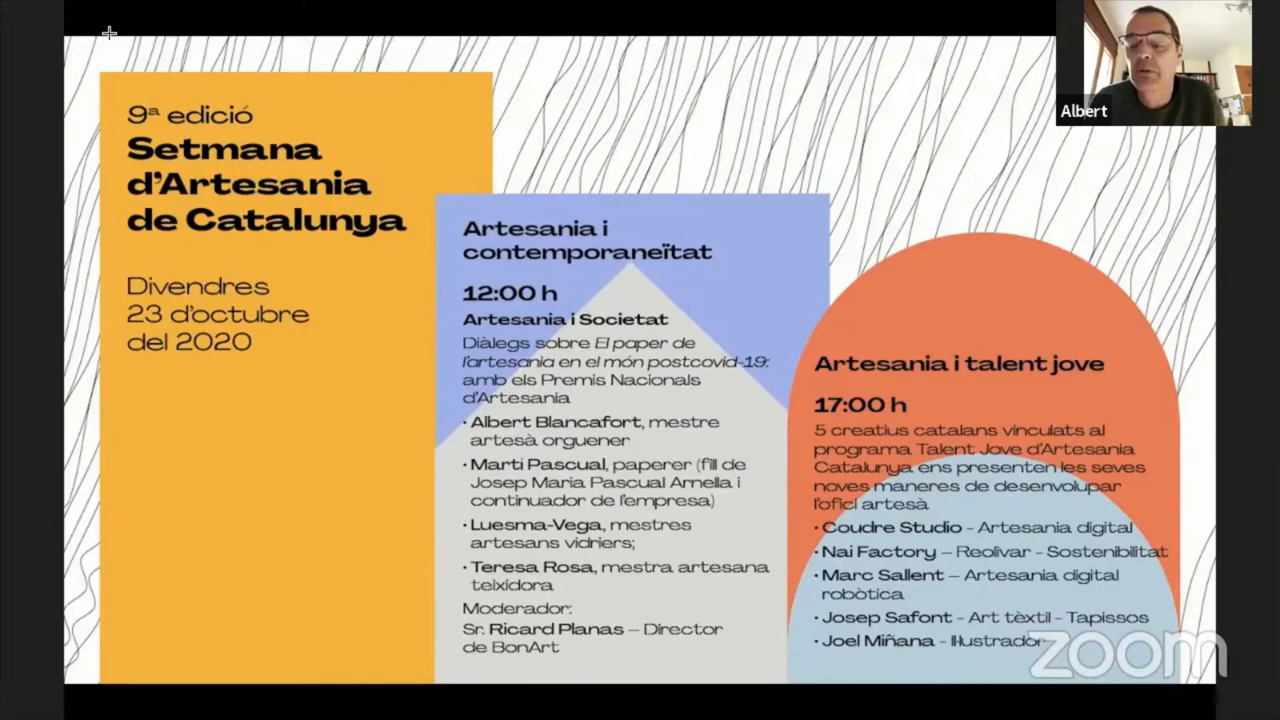 9ª edició
Setmana
d'Artesania
de Catalunya
Divendres
23 d'octubre
del 2020
Artesania i
contemporaneïtat
12:00 h
Artesania i Societat
Diàlegs sobre El paper de
l'artesania en el món postcovid-19:
amb els Premis Nacionals
d'Artesania
· Albert Blancafort, mestre
artesà orguener
· Martí Pascual, paperer (fill de
Josep Maria Pascual Arnella i
continuador de l'empresa)
· Luesma-Vega, mestres
artesans vidriers;
· Teresa Rosa, mestra artesana
teixidora
Moderador:
Sr. Ricard Planas – Director
de BonArt
Artesania i talent jove
17:00 h
5 creatius catalans vinculats al
programa Talent Jove d'Artesania
Catalunya ens presenten les seves
noves maneres de desenvolupar
l'ofici artesà
· Coudre Studio - Artesania digital
· Nai Factory – Reolivar - Sostenibilitat
· Marc Sallent – Artesania digital
robòtica
· Josep Safont - Art tèxtil - Tapissos
· Joel Miñana - Il·lustrador
Albert
zoom